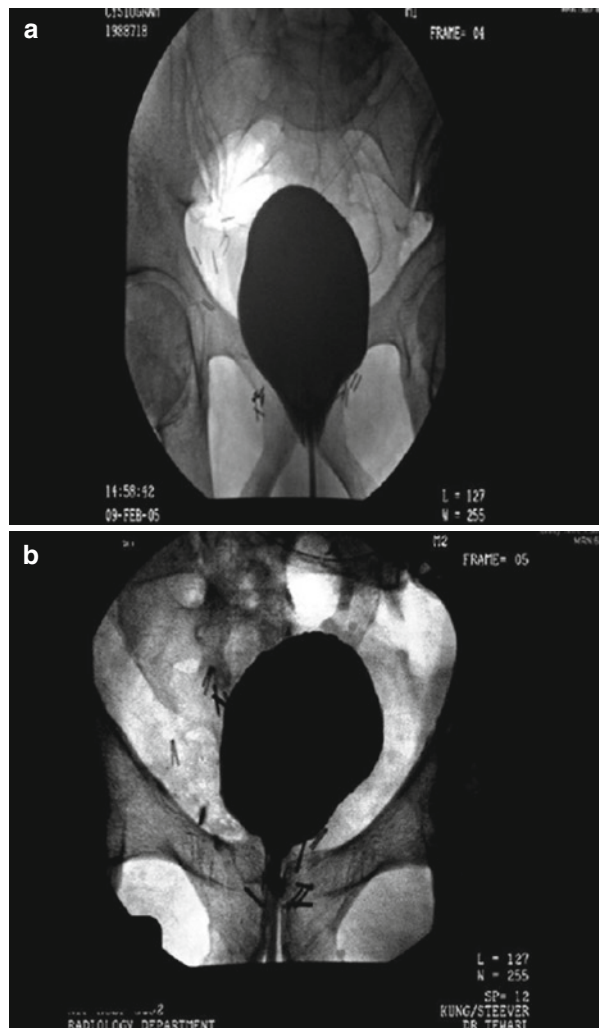 a
CYSTOGRAM
1988718
M1
FRAME= 04
14:58:42
09-FEB-05
L = 127
W = 255
b
M2
FRAME= 05
L = 127
W = 255
SP= 12
KUNG/STEEVER
RADIOLOGY DEPARTMENT
DR TEWARI